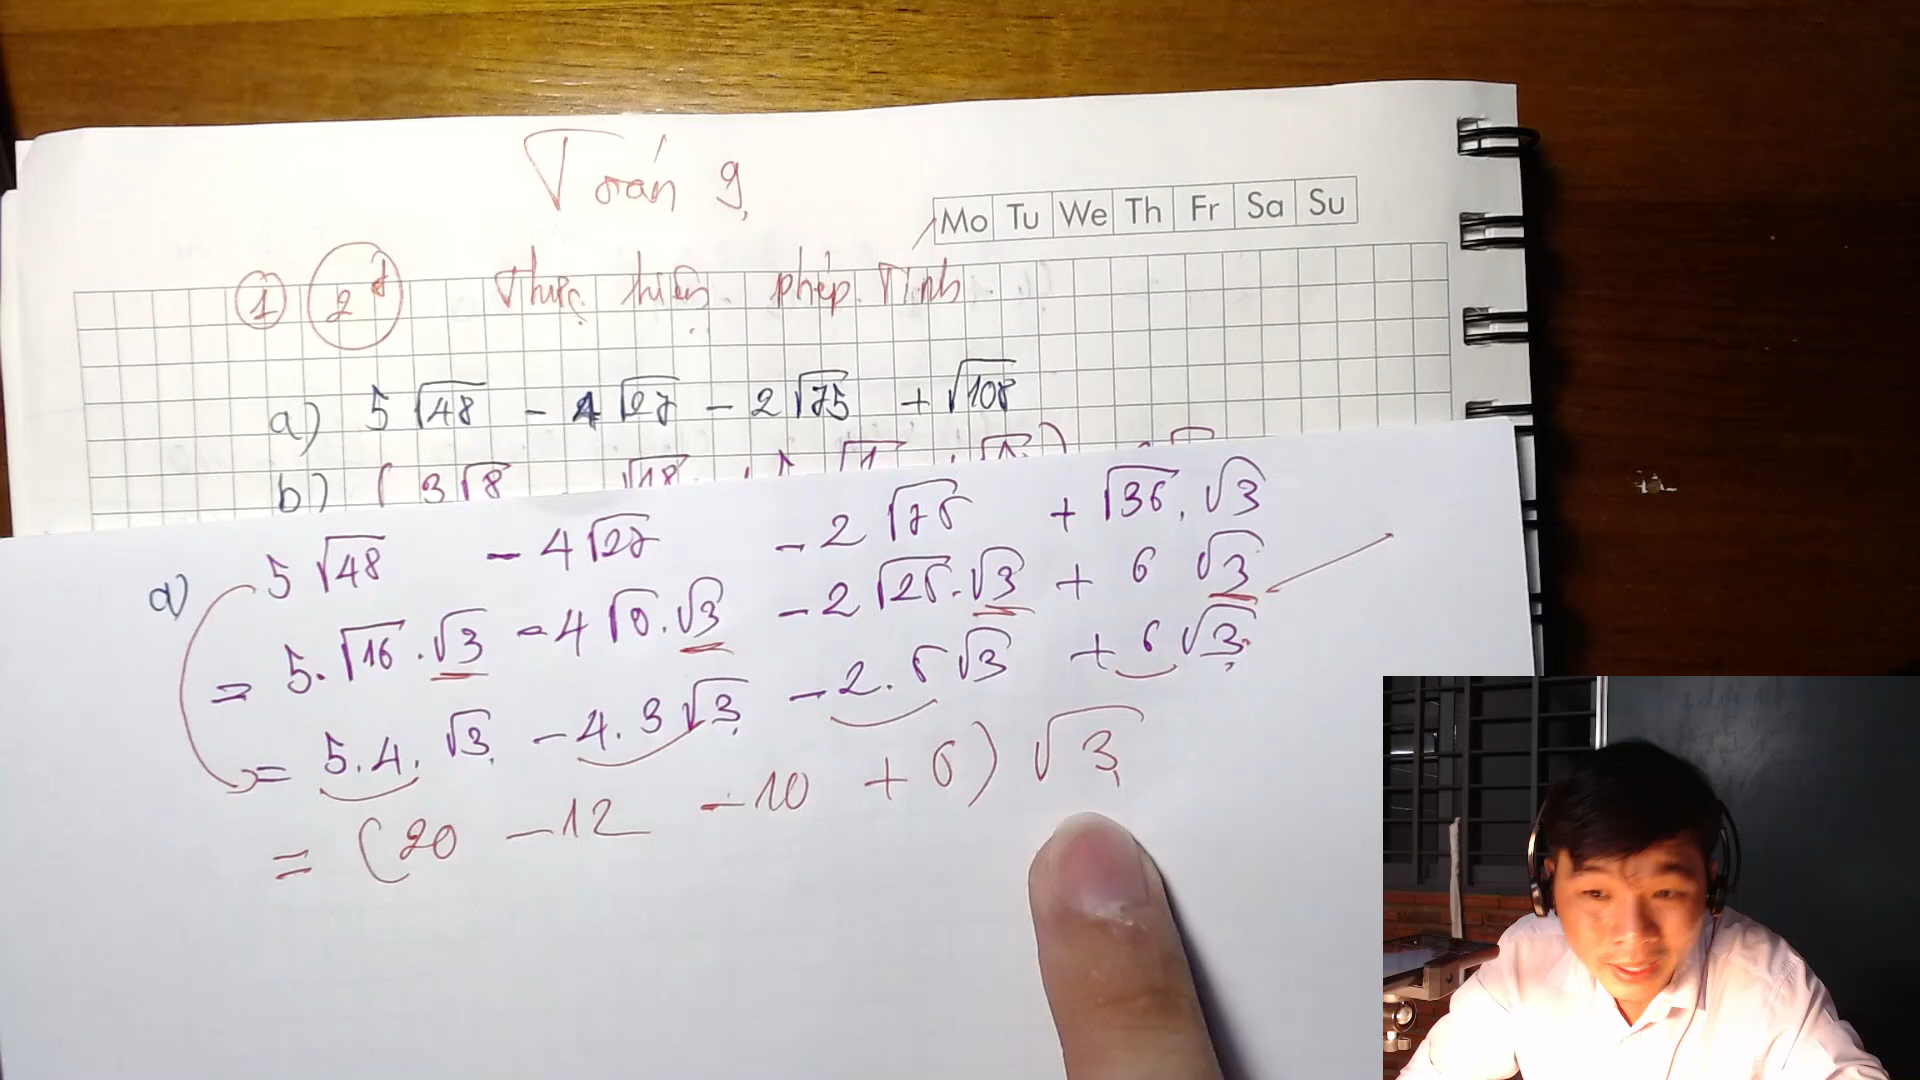 Toán 9
Mo Tu We Th Fr Sa Su
① ②đ Thực hiện phép tính
a) 5√48 - 4√27 - 2√75 + √108
b) ( 3√8 - √18
a) 5√48 - 4√27 - 2√75 + √36.√3
= 5.√16.√3 - 4√9.√3 - 2√25.√3 + 6√3
= 5.4.√3 - 4.3√3 - 2.5√3 + 6√3
= (20 - 12 - 10 + 6)√3